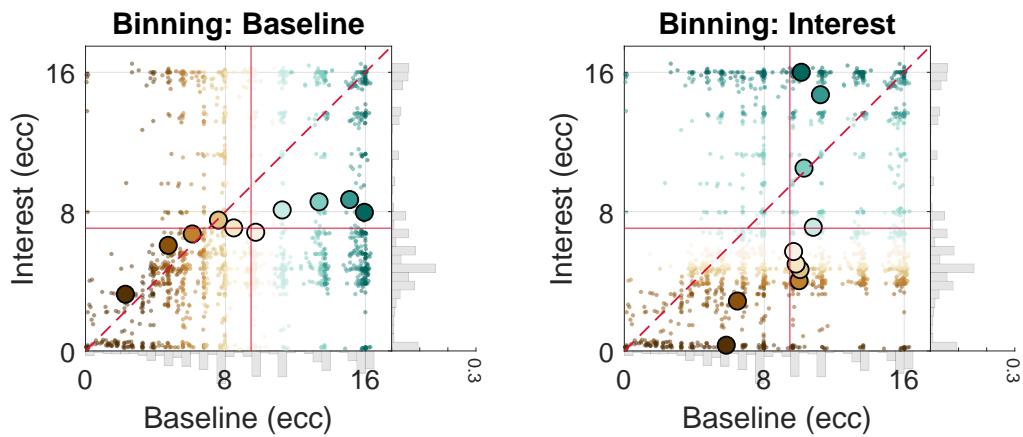 Binning: Baseline
Binning: Interest
16
8
0
Interest (ecc)
0
8
16
0.3
Baseline (ecc)
16
8
0
Interest (ecc)
0
8
16
0.3
Baseline (ecc)